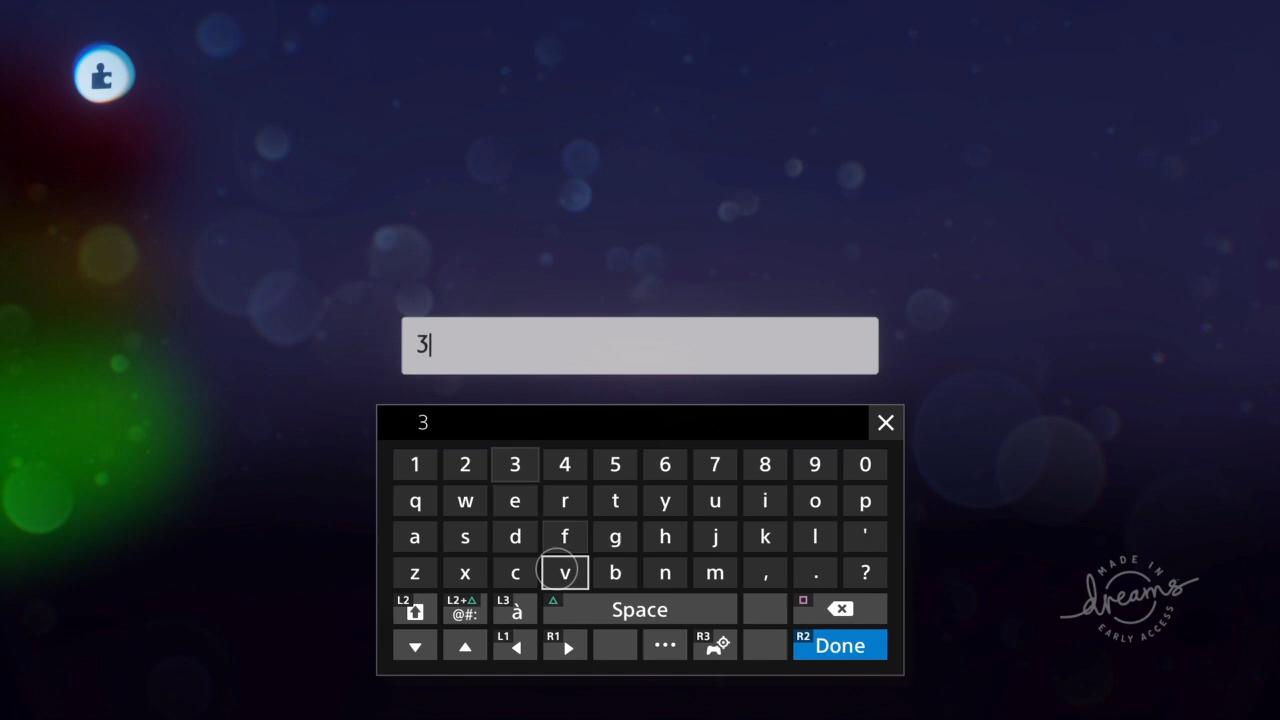 3
3
1 2 3 4 5 6 7 8 9 0
q w e r t y u i o p
a s d f g h j k l '
z x c v b n m , . ?
L2 L2+△ @#: L3 à △ Space
L1 R1 ... R3 R2 Done
MADE IN
dreams
EARLY ACCESS